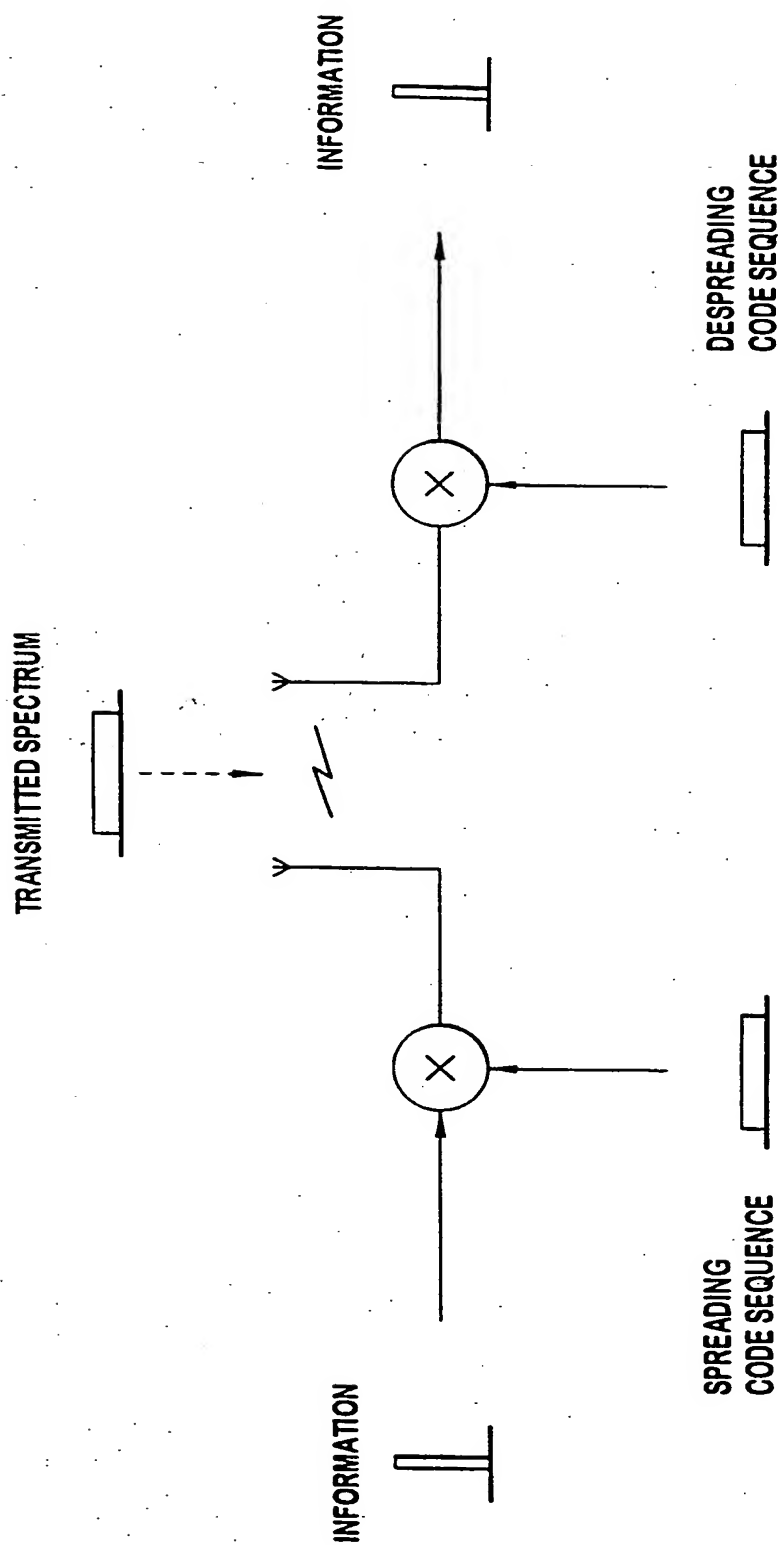 TRANSMITTED SPECTRUM
INFORMATION
INFORMATION
SPREADING
CODE SEQUENCE
DESPREADING
CODE SEQUENCE